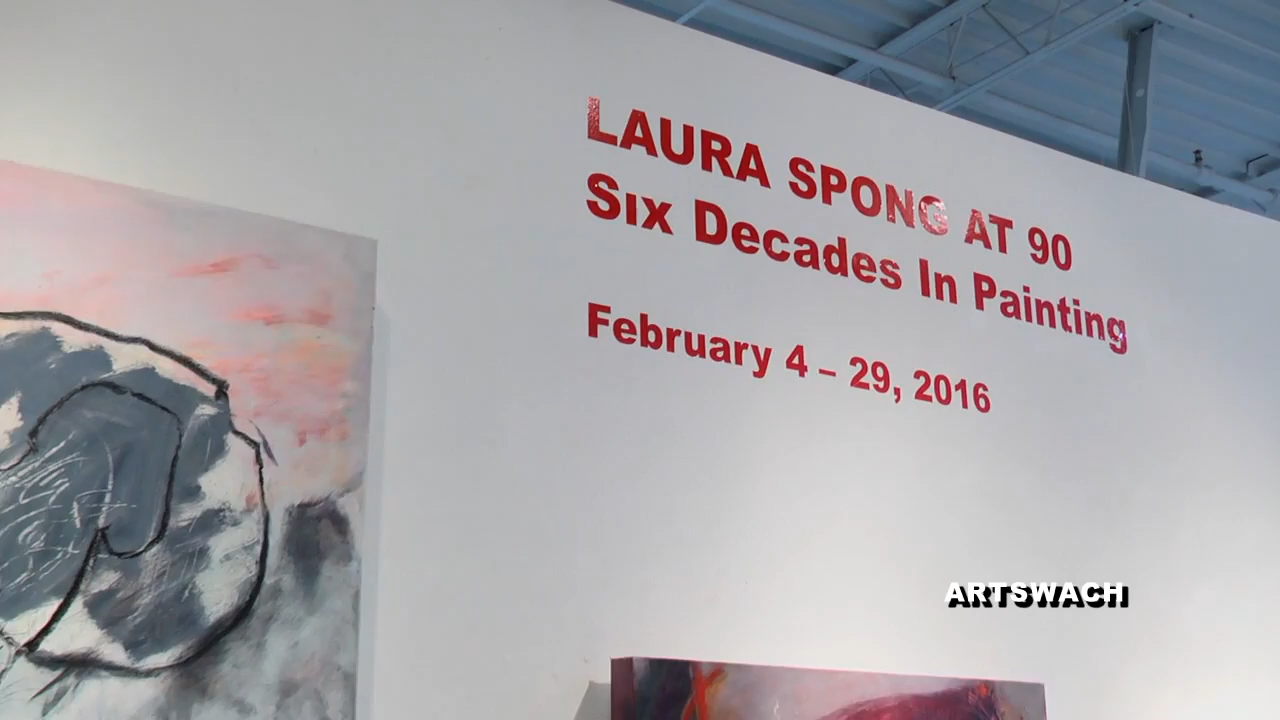 LAURA SPONG AT 90
Six Decades In Painting
February 4 – 29, 2016
ARTSWACH